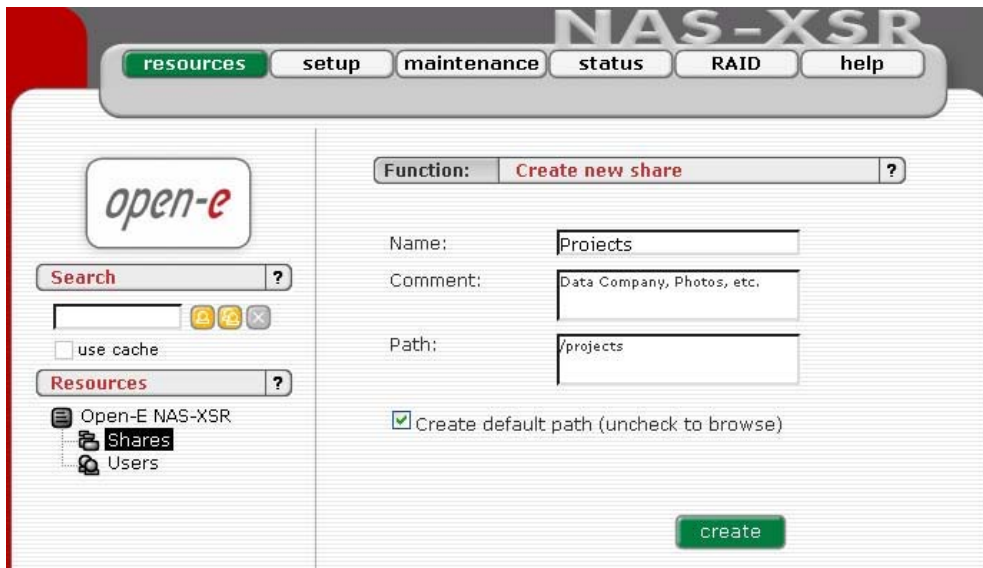 NAS-XSR
resources setup maintenance status RAID help
open-e
Search ?
use cache
Resources ?
Open-E NAS-XSR
Shares
Users
Function: Create new share ?
Name: Projects
Comment: Data Company, Photos, etc.
Path: /projects
Create default path (uncheck to browse)
create